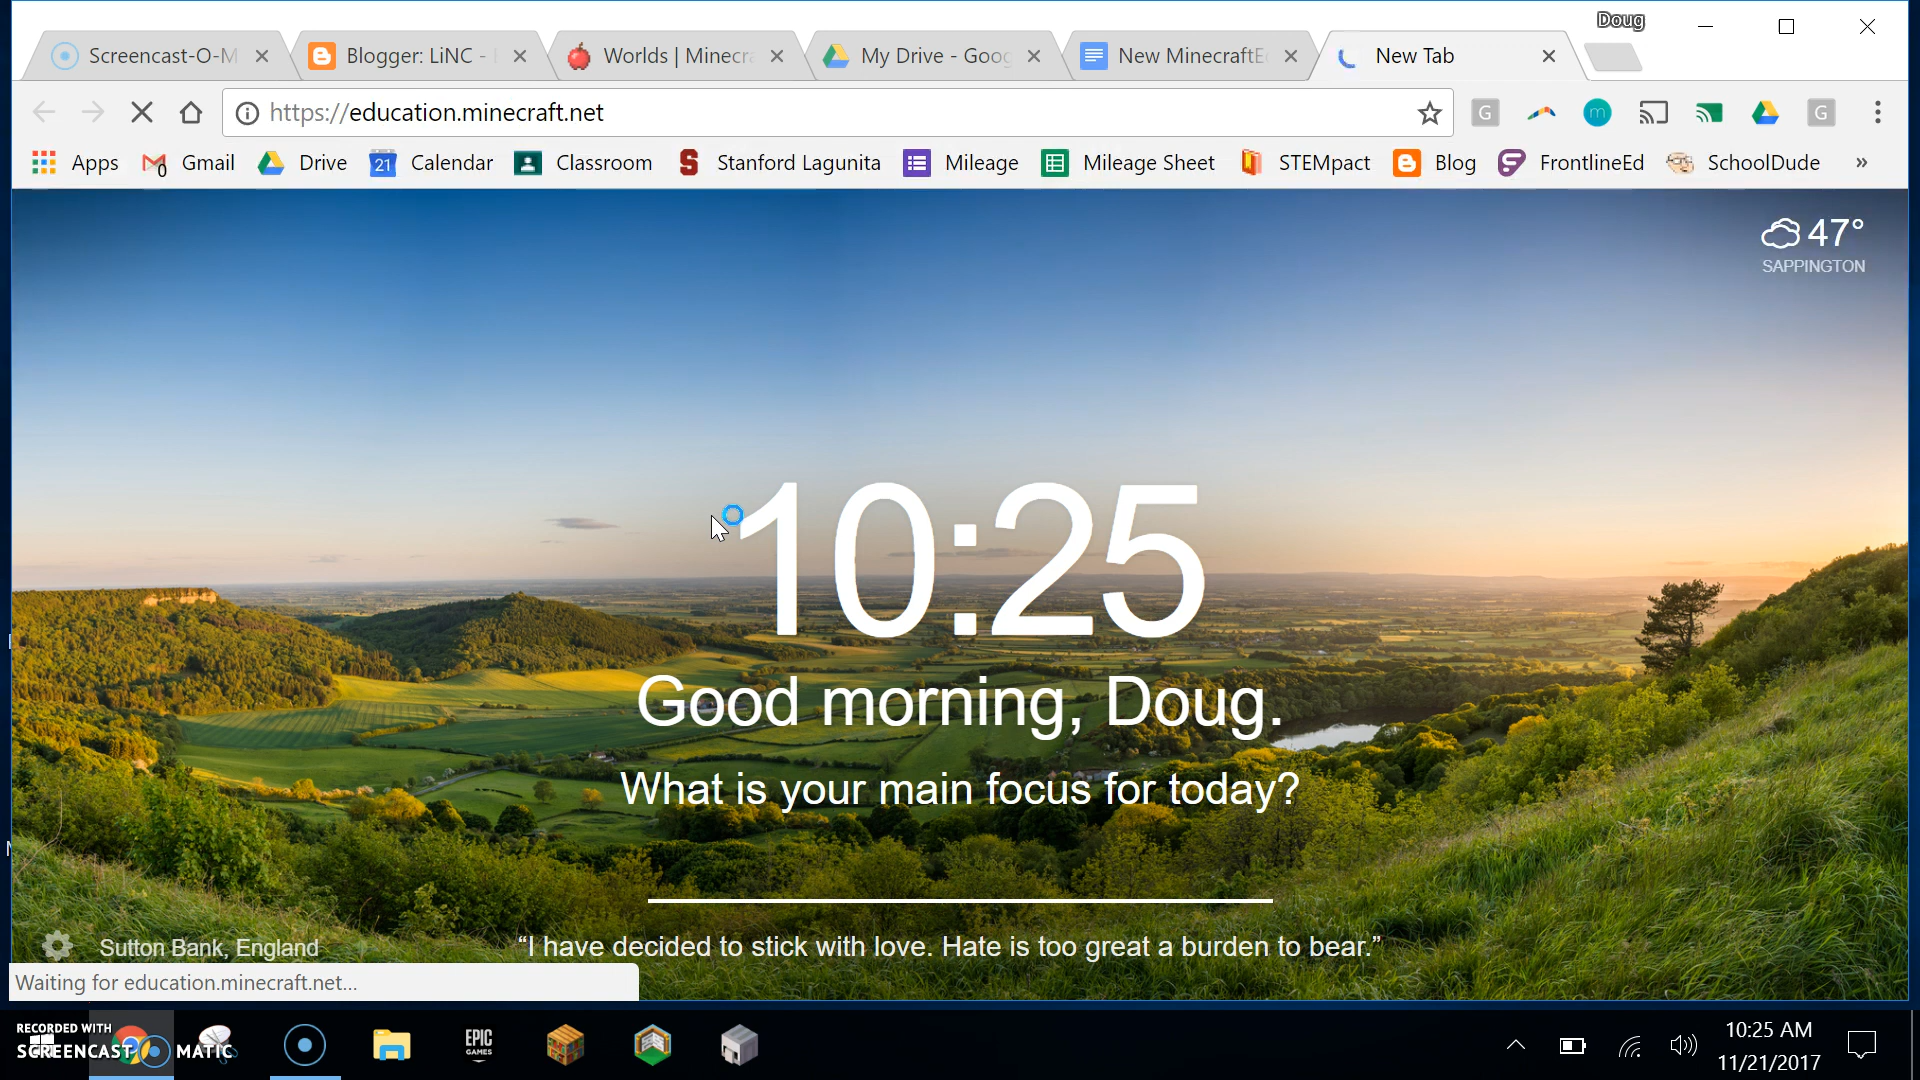 Doug
Screencast-O-M
Blogger: LiNC -
Worlds | Minecra
My Drive - Goog
New MinecraftE
New Tab
https://education.minecraft.net
G
m
G
Apps
0
Gmail
Drive
21
Calendar
Classroom
S
Stanford Lagunita
Mileage
Mileage Sheet
STEMpact
Blog
FrontlineEd
SchoolDude
»
47°
SAPPINGTON
10:25
Good morning, Doug.
What is your main focus for today?
Sutton Bank, England
“I have decided to stick with love. Hate is too great a burden to bear.”
Waiting for education.minecraft.net...
RECORDED WITH
SCREENCAST MATIC
EPIC
GAMES
10:25 AM
11/21/2017